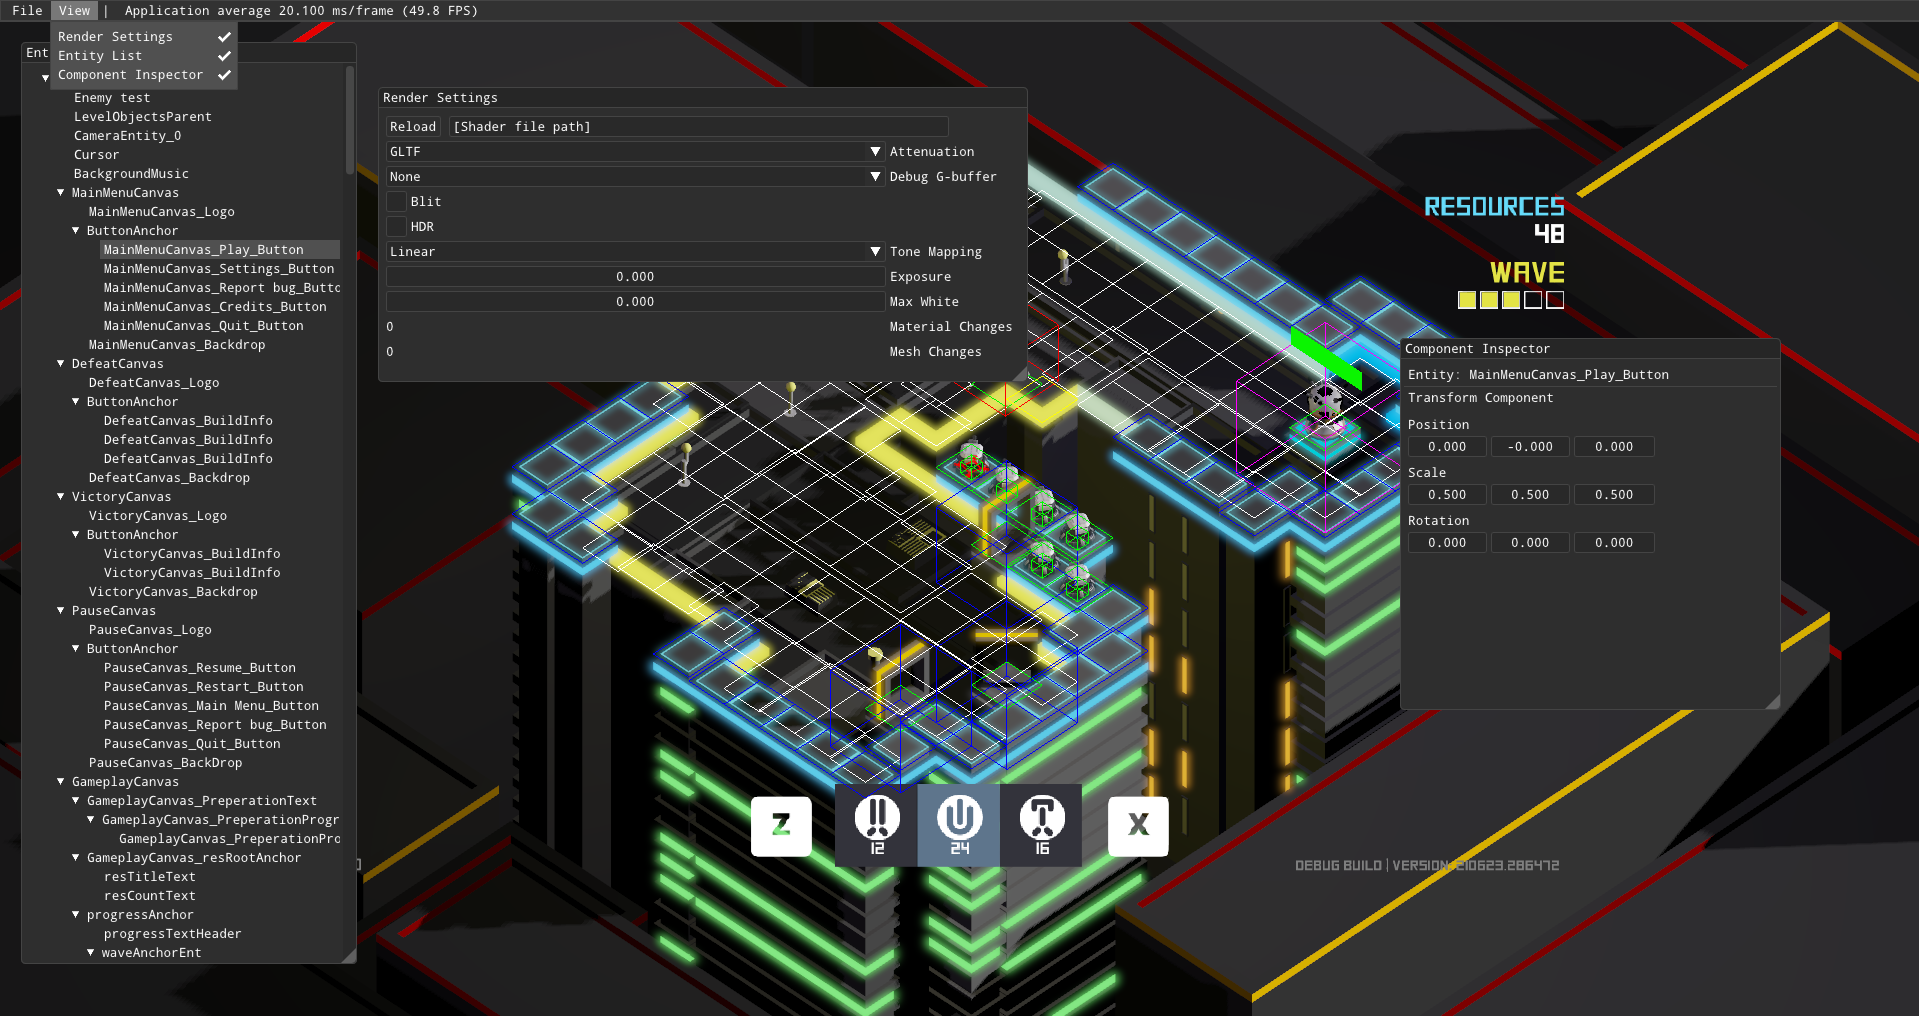 File View | Application average 20.100 ms/frame (49.8 FPS)
Render Settings
Entity List
Component Inspector
Ent
Enemy test
LevelObjectsParent
CameraEntity_0
Cursor
BackgroundMusic
MainMenuCanvas
MainMenuCanvas_Logo
ButtonAnchor
MainMenuCanvas_Play_Button
MainMenuCanvas_Settings_Button
MainMenuCanvas_Report bug_Butto
MainMenuCanvas_Credits_Button
MainMenuCanvas_Quit_Button
MainMenuCanvas_Backdrop
DefeatCanvas
DefeatCanvas_Logo
ButtonAnchor
DefeatCanvas_BuildInfo
DefeatCanvas_BuildInfo
DefeatCanvas_BuildInfo
DefeatCanvas_Backdrop
VictoryCanvas
VictoryCanvas_Logo
ButtonAnchor
VictoryCanvas_BuildInfo
VictoryCanvas_BuildInfo
VictoryCanvas_Backdrop
PauseCanvas
PauseCanvas_Logo
ButtonAnchor
PauseCanvas_Resume_Button
PauseCanvas_Restart_Button
PauseCanvas_Main Menu_Button
PauseCanvas_Report bug_Button
PauseCanvas_Quit_Button
PauseCanvas_BackDrop
GameplayCanvas
GameplayCanvas_PreperationText
GameplayCanvas_PreperationProgr
GameplayCanvas_PreperationPro
GameplayCanvas_resRootAnchor
resTitleText
resCountText
progressAnchor
progressTextHeader
waveAnchorEnt
Render Settings
Reload [Shader file path]
GLTF Attenuation
None Debug G-buffer
Blit
HDR
Linear Tone Mapping
0.000 Exposure
0.000 Max White
0 Material Changes
0 Mesh Changes
RESOURCES
48
WAVE
Component Inspector
Entity: MainMenuCanvas_Play_Button
Transform Component
Position
0.000 -0.000 0.000
Scale
0.500 0.500 0.500
Rotation
0.000 0.000 0.000
Z
12
24
16
X
DEBUG BUILD | VERSION: 210623.286472